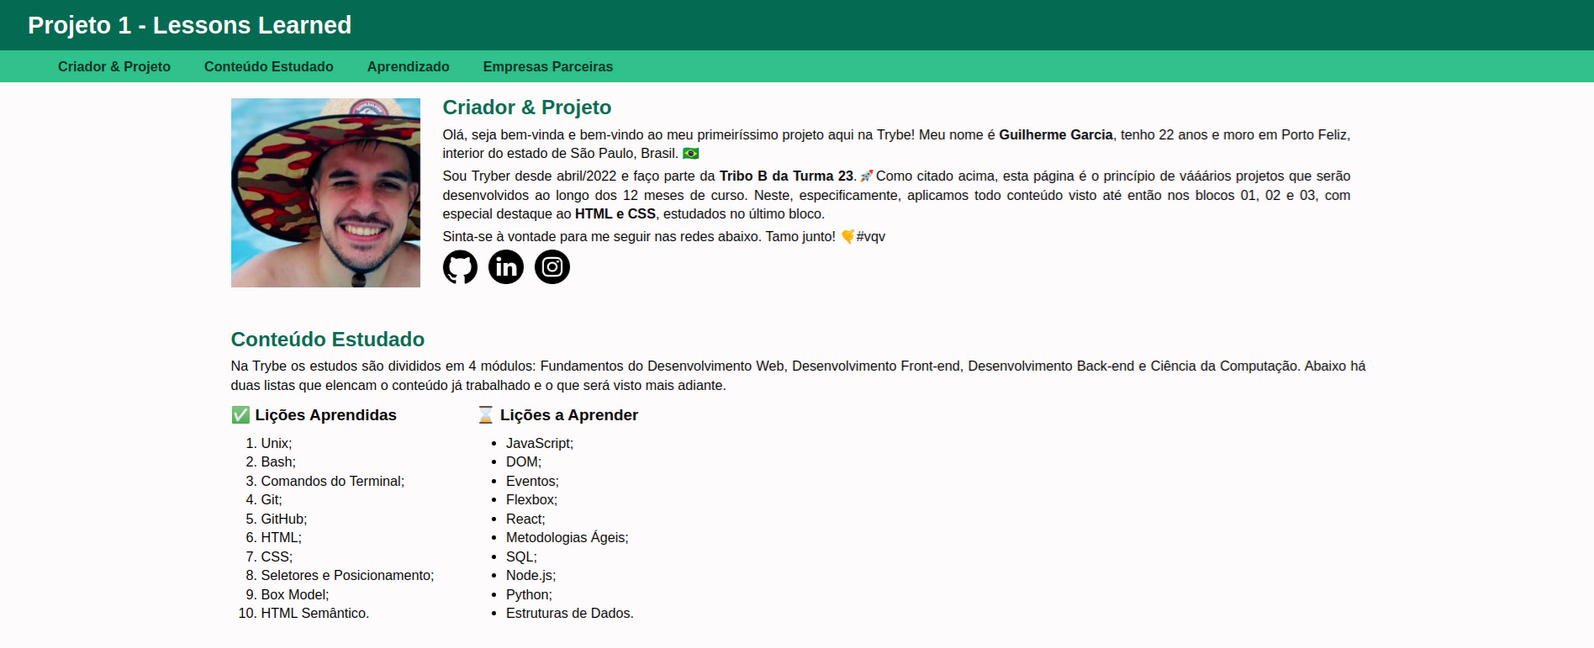 Projeto 1 - Lessons Learned
Criador & Projeto
Conteúdo Estudado
Aprendizado
Empresas Parceiras
Criador & Projeto
Olá, seja bem-vinda e bem-vindo ao meu primeiríssimo projeto aqui na Trybe! Meu nome é Guilherme Garcia, tenho 22 anos e moro em Porto Feliz,
interior do estado de São Paulo, Brasil. 🇧🇷
Sou Tryber desde abril/2022 e faço parte da Tribo B da Turma 23.🚀Como citado acima, esta página é o princípio de vááários projetos que serão
desenvolvidos ao longo dos 12 meses de curso. Neste, especificamente, aplicamos todo conteúdo visto até então nos blocos 01, 02 e 03, com
especial destaque ao HTML e CSS, estudados no último bloco.
Sinta-se à vontade para me seguir nas redes abaixo. Tamo junto! 💚#vqv
in
Conteúdo Estudado
Na Trybe os estudos são divididos em 4 módulos: Fundamentos do Desenvolvimento Web, Desenvolvimento Front-end, Desenvolvimento Back-end e Ciência da Computação. Abaixo há
duas listas que elencam o conteúdo já trabalhado e o que será visto mais adiante.
✅ Lições Aprendidas
1. Unix;
2. Bash;
3. Comandos do Terminal;
4. Git;
5. GitHub;
6. HTML;
7. CSS;
8. Seletores e Posicionamento;
9. Box Model;
10. HTML Semântico.
⌛ Lições a Aprender
• JavaScript;
• DOM;
• Eventos;
• Flexbox;
• React;
• Metodologias Ágeis;
• SQL;
• Node.js;
• Python;
• Estruturas de Dados.